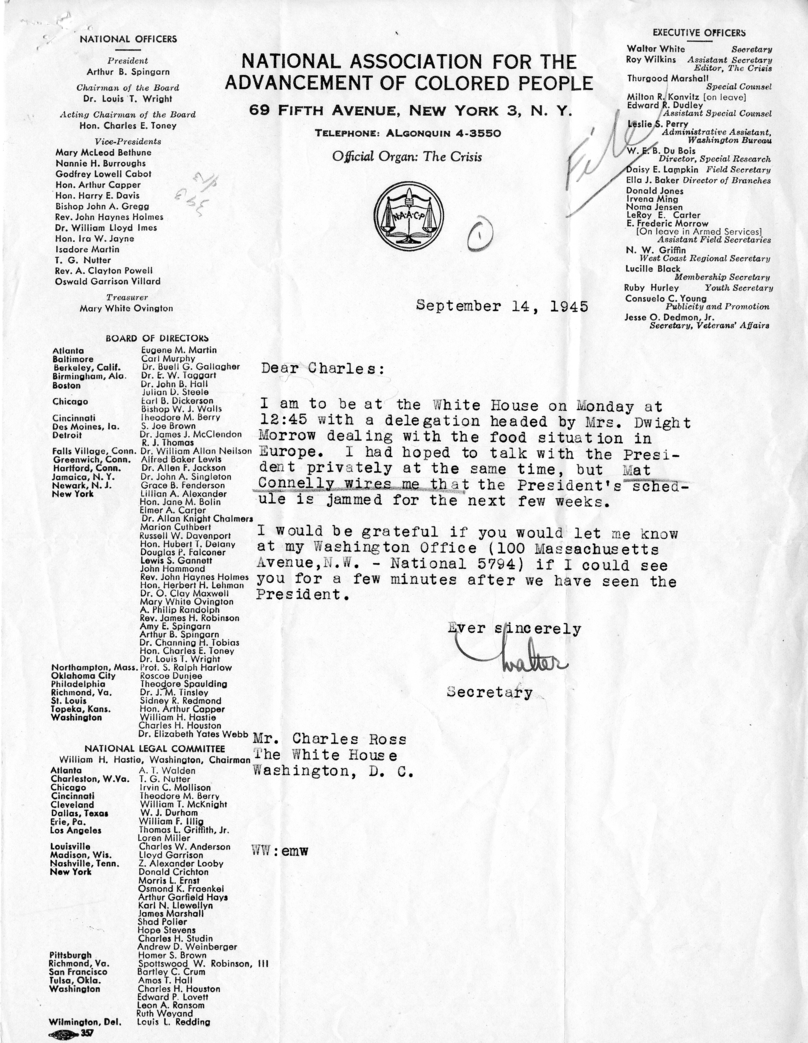 NATIONAL OFFICERS
President
Arthur B. Spingarn
Chairman of the Board
Dr. Louis T. Wright
Acting Chairman of the Board
Hon. Charles E. Toney
Vice-Presidents
Mary McLeod Bethune
Nannie H. Burroughs
Godfrey Lowell Cabot
Hon. Arthur Capper
Hon. Harry E. Davis
Bishop John A. Gregg
Rev. John Haynes Holmes
Dr. William Lloyd Imes
Hon. Ira W. Jayne
Isadore Martin
T. G. Nutter
Rev. A. Clayton Powell
Oswald Garrison Villard
Treasurer
Mary White Ovington
NATIONAL ASSOCIATION FOR THE
ADVANCEMENT OF COLORED PEOPLE
69 FIFTH AVENUE, NEW YORK 3, N. Y.
TELEPHONE: ALGONQUIN 4-3550
Official Organ: The Crisis
N.A.A.C.P.
1
File
EXECUTIVE OFFICERS
Walter White Secretary
Roy Wilkins Assistant Secretary
Editor, The Crisis
Thurgood Marshall
Special Counsel
Milton R. Konvitz [on leave]
Edward R. Dudley
Assistant Special Counsel
Leslie S. Perry
Administrative Assistant,
Washington Bureau
W. E. B. Du Bois
Director, Special Research
Daisy E. Lampkin Field Secretary
Ella J. Baker Director of Branches
Donald Jones
Irvena Ming
Noma Jensen
LeRoy E. Carter
E. Frederic Morrow
[On leave in Armed Services]
Assistant Field Secretaries
N. W. Griffin
West Coast Regional Secretary
Lucille Black
Membership Secretary
Ruby Hurley Youth Secretary
Consuelo C. Young
Publicity and Promotion
Jesse O. Dedmon, Jr.
Secretary, Veterans' Affairs
September 14, 1945
BOARD OF DIRECTORS
Atlanta Eugene M. Martin
Baltimore Carl Murphy
Berkeley, Calif. Dr. Buell G. Gallagher
Birmingham, Ala. Dr. E. W. Taggart
Boston Dr. John B. Hall
Julian D. Steele
Chicago Earl B. Dickerson
Bishop W. J. Walls
Cincinnati Theodore M. Berry
Des Moines, Ia. S. Joe Brown
Detroit Dr. James J. McClendon
R. J. Thomas
Falls Village, Conn. Dr. William Allan Neilson
Greenwich, Conn. Alfred Baker Lewis
Hartford, Conn. Dr. Allen F. Jackson
Jamaica, N. Y. Dr. John A. Singleton
Newark, N. J. Grace B. Fenderson
New York Lillian A. Alexander
Hon. Jane M. Bolin
Elmer A. Carter
Dr. Allan Knight Chalmers
Marion Cuthbert
Russell W. Davenport
Hon. Hubert T. Delany
Douglas P. Falconer
Lewis S. Gannett
John Hammond
Rev. John Haynes Holmes
Hon. Herbert H. Lehman
Dr. O. Clay Maxwell
Mary White Ovington
A. Philip Randolph
Rev. James H. Robinson
Amy E. Spingarn
Arthur B. Spingarn
Dr. Channing H. Tobias
Hon. Charles E. Toney
Dr. Louis T. Wright
Northampton, Mass. Prof. S. Ralph Harlow
Oklahoma City Roscoe Dunjee
Philadelphia Theodore Spaulding
Richmond, Va. Dr. J. M. Tinsley
St. Louis Sidney R. Redmond
Topeka, Kans. Hon. Arthur Capper
Washington William H. Hastie
Charles H. Houston
Dr. Elizabeth Yates Webb
NATIONAL LEGAL COMMITTEE
William H. Hastie, Washington, Chairman
Atlanta A. T. Walden
Charleston, W.Va. T. G. Nutter
Chicago Irvin C. Mollison
Cincinnati Theodore M. Berry
Cleveland William T. McKnight
Dallas, Texas W. J. Durham
Erie, Pa. William F. Illig
Los Angeles Thomas L. Griffith, Jr.
Loren Miller
Louisville Charles W. Anderson
Madison, Wis. Lloyd Garrison
Nashville, Tenn. Z. Alexander Looby
New York Donald Crichton
Morris L. Ernst
Osmond K. Fraenkel
Arthur Garfield Hays
Karl N. Llewellyn
James Marshall
Shad Polier
Hope Stevens
Charles H. Studin
Andrew D. Weinberger
Pittsburgh Homer S. Brown
Richmond, Va. Spottswood W. Robinson, III
San Francisco Bartley C. Crum
Tulsa, Okla. Amos T. Hall
Washington Charles H. Houston
Edward P. Lovett
Leon A. Ransom
Ruth Weyand
Wilmington, Del. Louis L. Redding
357
Dear Charles:
I am to be at the White House on Monday at
12:45 with a delegation headed by Mrs. Dwight
Morrow dealing with the food situation in
Europe. I had hoped to talk with the Presi-
dent privately at the same time, but Mat
Connelly wires me that the President's sched-
ule is jammed for the next few weeks.
I would be grateful if you would let me know
at my Washington Office (100 Massachusetts
Avenue,N.W. - National 5794) if I could see
you for a few minutes after we have seen the
President.
Ever sincerely
Walter
Secretary
Mr. Charles Ross
The White House
Washington, D. C.
WW:emw